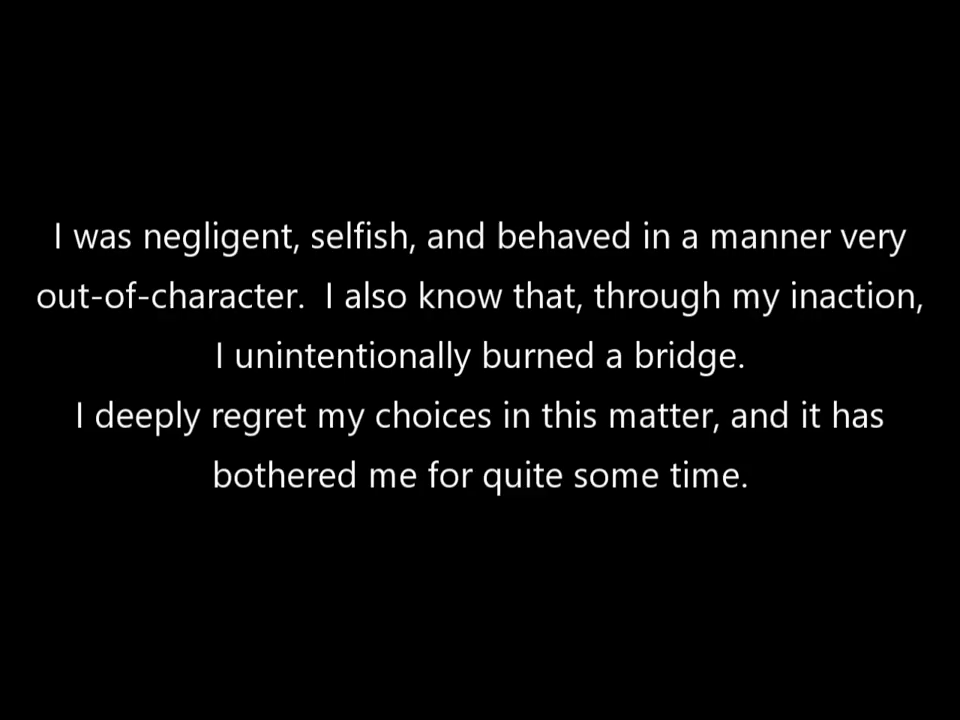 I was negligent, selfish, and behaved in a manner very
out-of-character.  I also know that, through my inaction,
I unintentionally burned a bridge.
I deeply regret my choices in this matter, and it has
bothered me for quite some time.